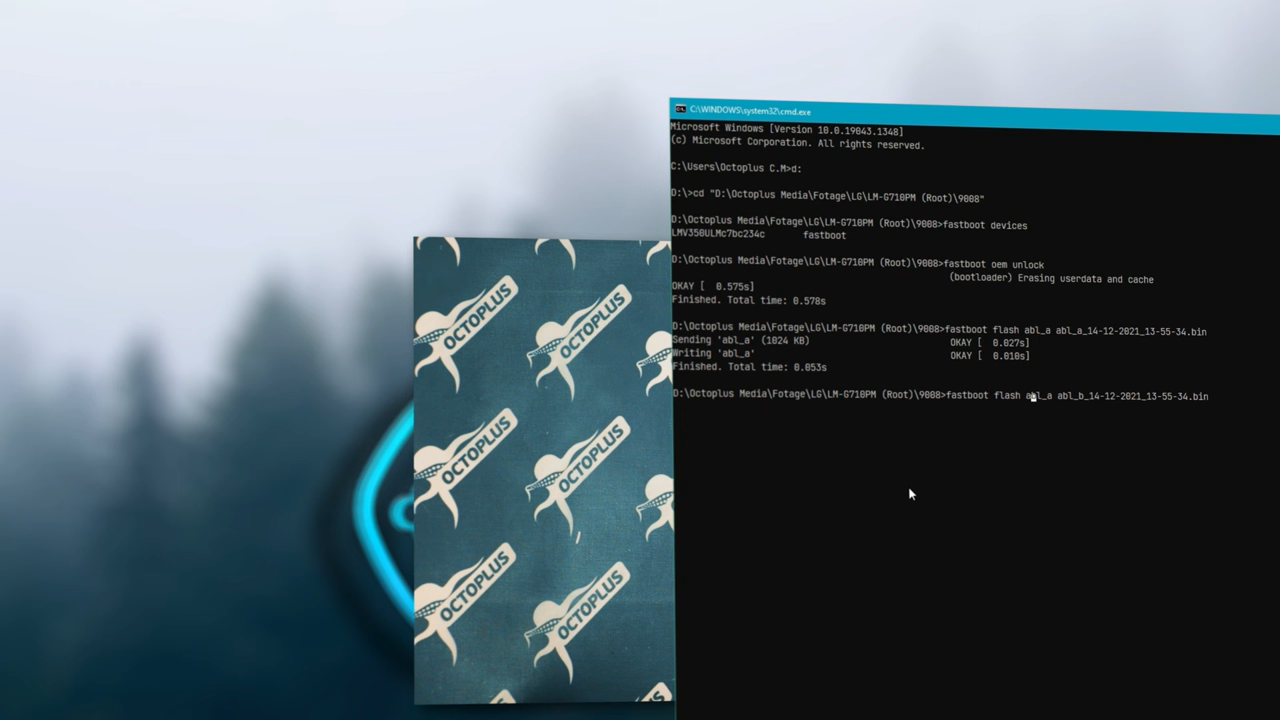 C:\WINDOWS\system32\cmd.exe
Microsoft Windows [Version 10.0.19043.1348]
(c) Microsoft Corporation. All rights reserved.
C:\Users\Octoplus C.M>d:
D:\>cd "D:\Octoplus Media\Fotage\LG\LM-G710PM (Root)\9008"
D:\Octoplus Media\Fotage\LG\LM-G710PM (Root)\9008>fastboot devices
LMV350ULMc7bc234c fastboot
D:\Octoplus Media\Fotage\LG\LM-G710PM (Root)\9008>fastboot oem unlock
(bootloader) Erasing userdata and cache
OKAY [ 0.575s]
Finished. Total time: 0.578s
D:\Octoplus Media\Fotage\LG\LM-G710PM (Root)\9008>fastboot flash abl_a abl_a_14-12-2021_13-55-34.bin
Sending 'abl_a' (1024 KB) OKAY [ 0.027s]
Writing 'abl_a' OKAY [ 0.010s]
Finished. Total time: 0.053s
D:\Octoplus Media\Fotage\LG\LM-G710PM (Root)\9008>fastboot flash abl_a abl_b_14-12-2021_13-55-34.bin
OCTOPLUS
OCTOPLUS
OCTOPLUS
OCTOPLUS
OCTOPLUS
OCTOPLUS